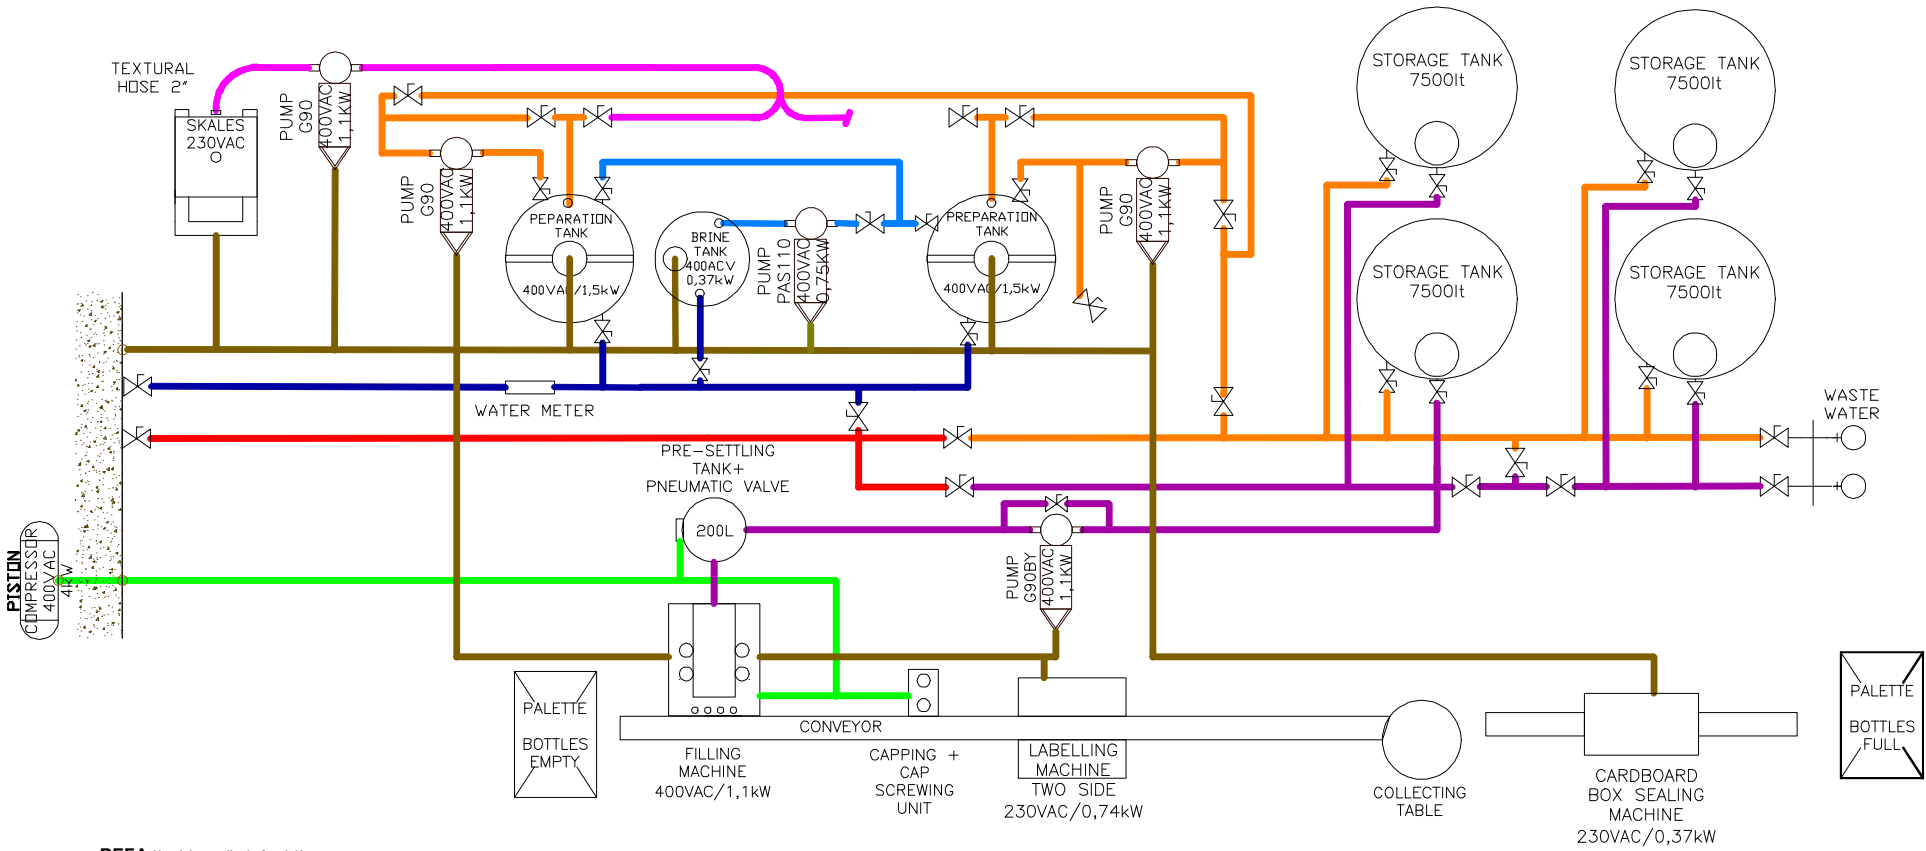 TEXTURAL
HOSE 2"
SKALES
230VAC
PUMP
G90
400VAC
1,1KW
PUMP
G90
400VAC
1,1KW
PEPARATION
TANK
400VAC/1,5kW
BRINE
TANK
400ACV
0,37kW
PUMP
PAS110
400VAC
0,75KW
PREPARATION
TANK
400VAC/1,5kW
PUMP
G90
400VAC
1,1KW
STORAGE TANK
7500lt
STORAGE TANK
7500lt
STORAGE TANK
7500lt
STORAGE TANK
7500lt
WASTE
WATER
WATER METER
PRE-SETTLING
TANK+
PNEUMATIC VALVE
200L
PISTON
COMPRESSOR
400VAC
4KW
PUMP
G90BY
400VAC
1,1KW
PALETTE
BOTTLES
EMPTY
CONVEYOR
FILLING
MACHINE
400VAC/1,1kW
CAPPING +
CAP
SCREWING
UNIT
LABELLING
MACHINE
TWO SIDE
230VAC/0,74kW
COLLECTING
TABLE
CARDBOARD
BOX SEALING
MACHINE
230VAC/0,37kW
PALETTE
BOTTLES
FULL